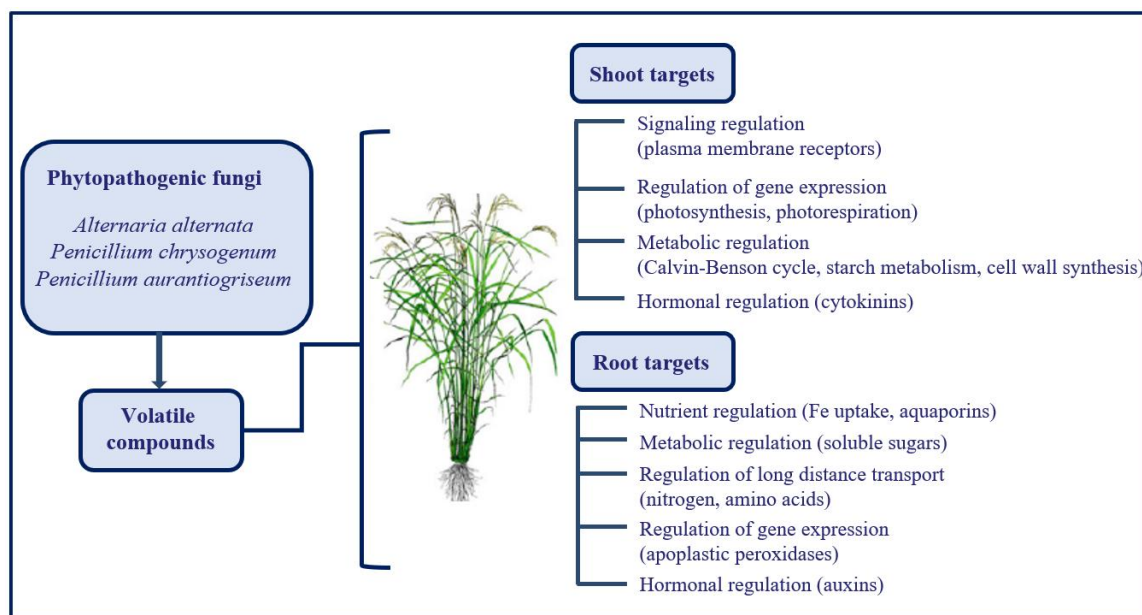 Phytopathogenic fungi
Alternaria alternata
Penicillium chrysogenum
Penicillium aurantiogriseum
Volatile
compounds
Shoot targets
Signaling regulation
(plasma membrane receptors)
Regulation of gene expression
(photosynthesis, photorespiration)
Metabolic regulation
(Calvin-Benson cycle, starch metabolism, cell wall synthesis)
Hormonal regulation (cytokinins)
Root targets
Nutrient regulation (Fe uptake, aquaporins)
Metabolic regulation (soluble sugars)
Regulation of long distance transport
(nitrogen, amino acids)
Regulation of gene expression
(apoplastic peroxidases)
Hormonal regulation (auxins)